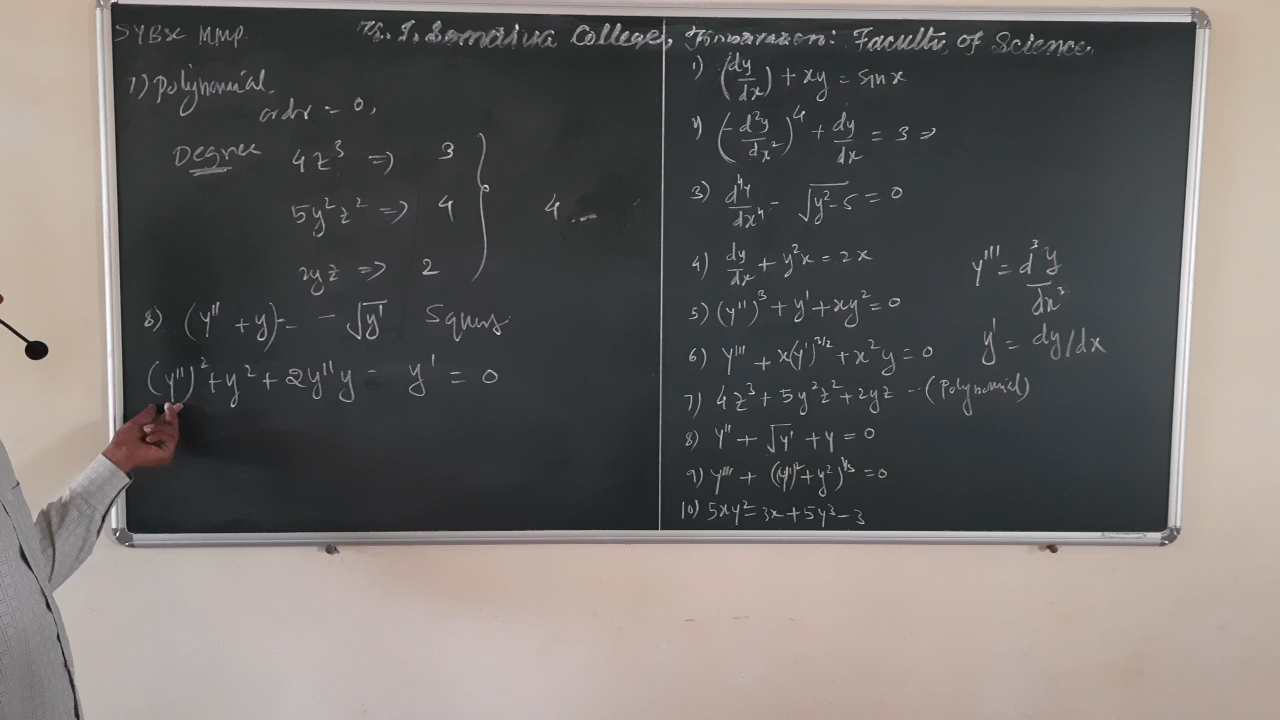 SYBSc MMP.
K. J. Somaiya College, : Faculty of Science.
7) Polynomial.
order = 0,
Degree 4z³ => 3
5y²z² => 4
4 ...
2yz => 2
8) (y'' + y) = - √y' Squars
(y'')² + y² + 2y''y - y' = 0
1) (dy/dx) + xy = sin x
2) (d²y/dx²)⁴ + dy/dx = 3 =>
3) d⁴y/dx⁴ - √y²-5 = 0
4) dy/dx + y²x = 2x
5) (y'')³ + y' + xy² = 0
6) y''' + x(y')^3/2 + x²y = 0
7) 4z³ + 5y²z² + 2yz -- (Polynomial)
8) y'' + √y' + y = 0
9) y''' + ((y')² + y²)^1/3 = 0
10) 5xy² - 3x + 5y³ - 3
y''' = d³y/dx³
y' = dy/dx